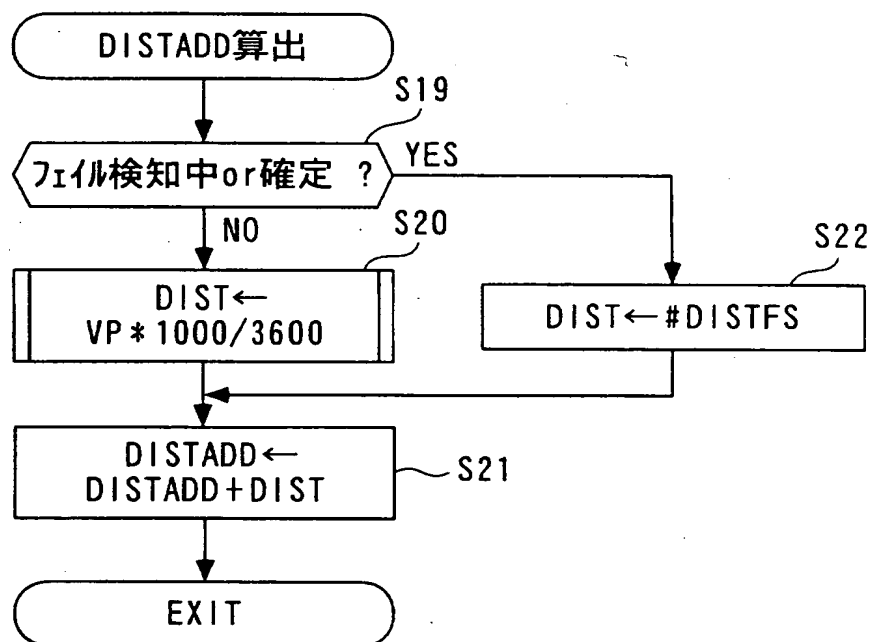 DISTADD算出
S19
フェイル検知中or確定 ?
YES
NO
S20
S22
DIST←
VP*1000/3600
DIST←#DISTFS
DISTADD←
DISTADD+DIST
S21
EXIT